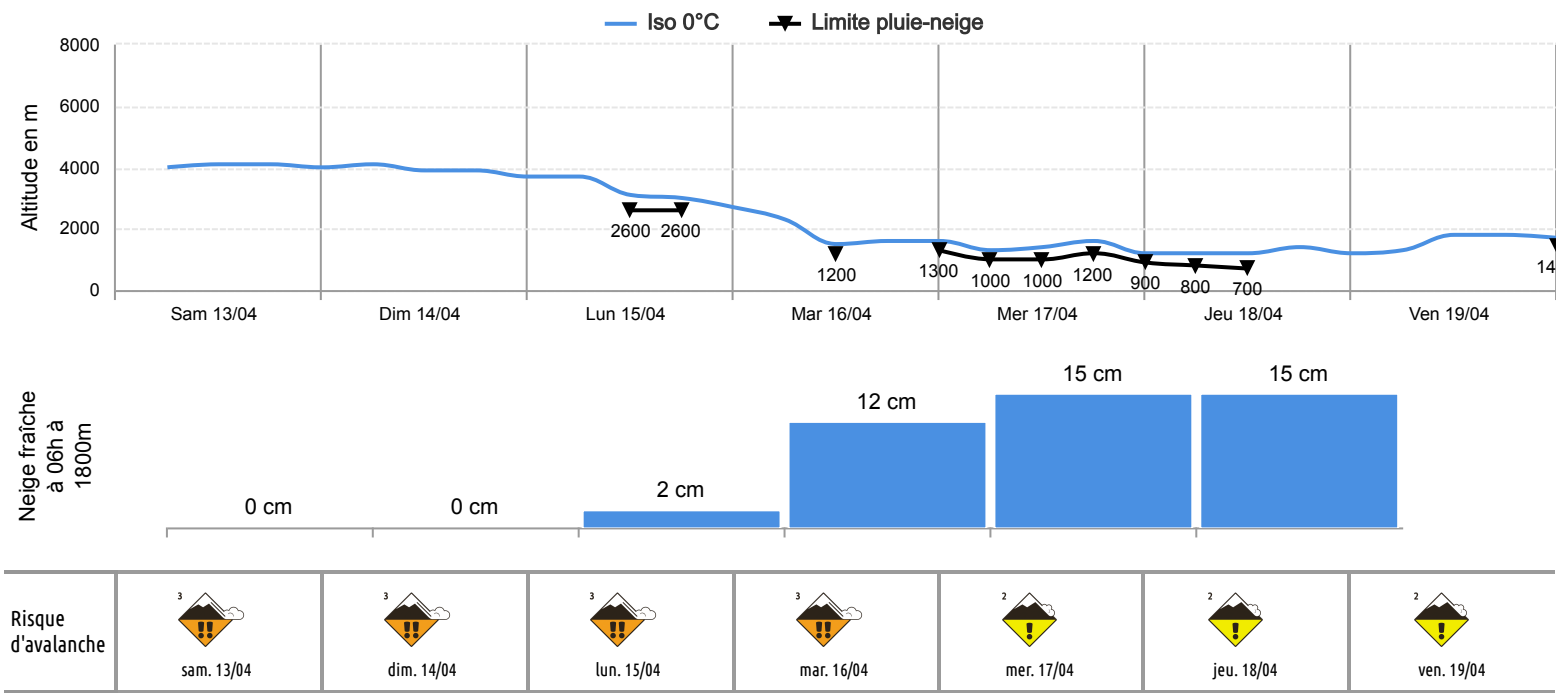 Iso 0°C Limite pluie-neige
8000
6000
4000
2000
0
Altitude en m
2600 2600
1200
1300
1000
1000
1200
900
800
700
14
Sam 13/04 Dim 14/04 Lun 15/04 Mar 16/04 Mer 17/04 Jeu 18/04 Ven 19/04
Neige fraîche
à 06h à
1800m
0 cm 0 cm 2 cm 12 cm 15 cm 15 cm
Risque
d'avalanche
3 3 3 3 2 2 2
!! !! !! !! ! ! !
sam. 13/04 dim. 14/04 lun. 15/04 mar. 16/04 mer. 17/04 jeu. 18/04 ven. 19/04